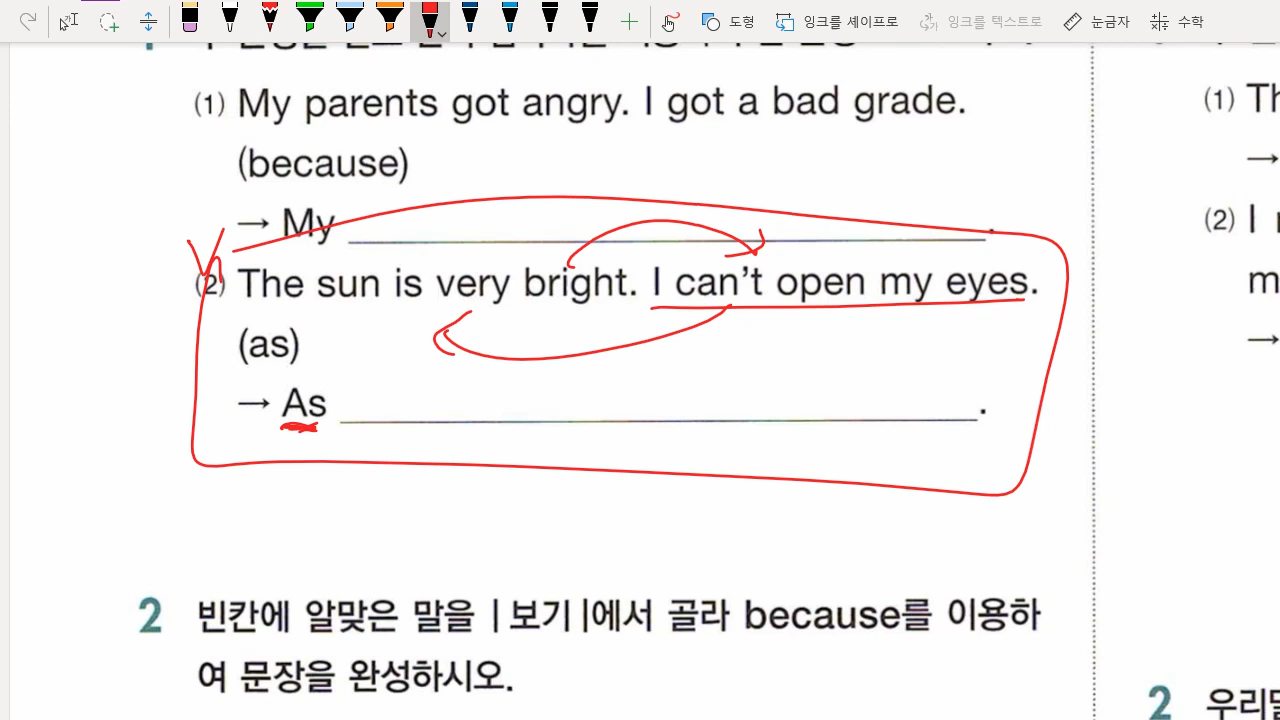 도형 잉크를 셰이프로 잉크를 텍스트로 눈금자 수학
(1) My parents got angry. I got a bad grade.
(because)
→ My .
(2) The sun is very bright. I can't open my eyes.
(as)
→ As .
2 빈칸에 알맞은 말을 | 보기 |에서 골라 because를 이용하
여 문장을 완성하시오.
(1)
→
(2) I
→
2